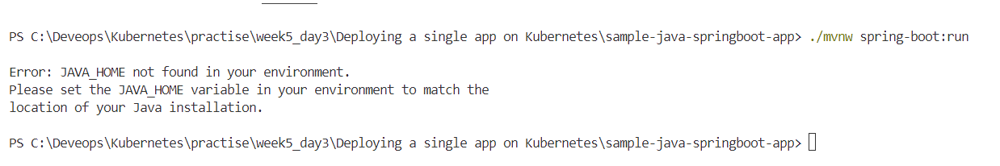 PS C:\Deveops\Kubernetes\practise\week5_day3\Deploying a single app on Kubernetes\sample-java-springboot-app> ./mvnw spring-boot:run
Error: JAVA_HOME not found in your environment.
Please set the JAVA_HOME variable in your environment to match the
location of your Java installation.
PS C:\Deveops\Kubernetes\practise\week5_day3\Deploying a single app on Kubernetes\sample-java-springboot-app>